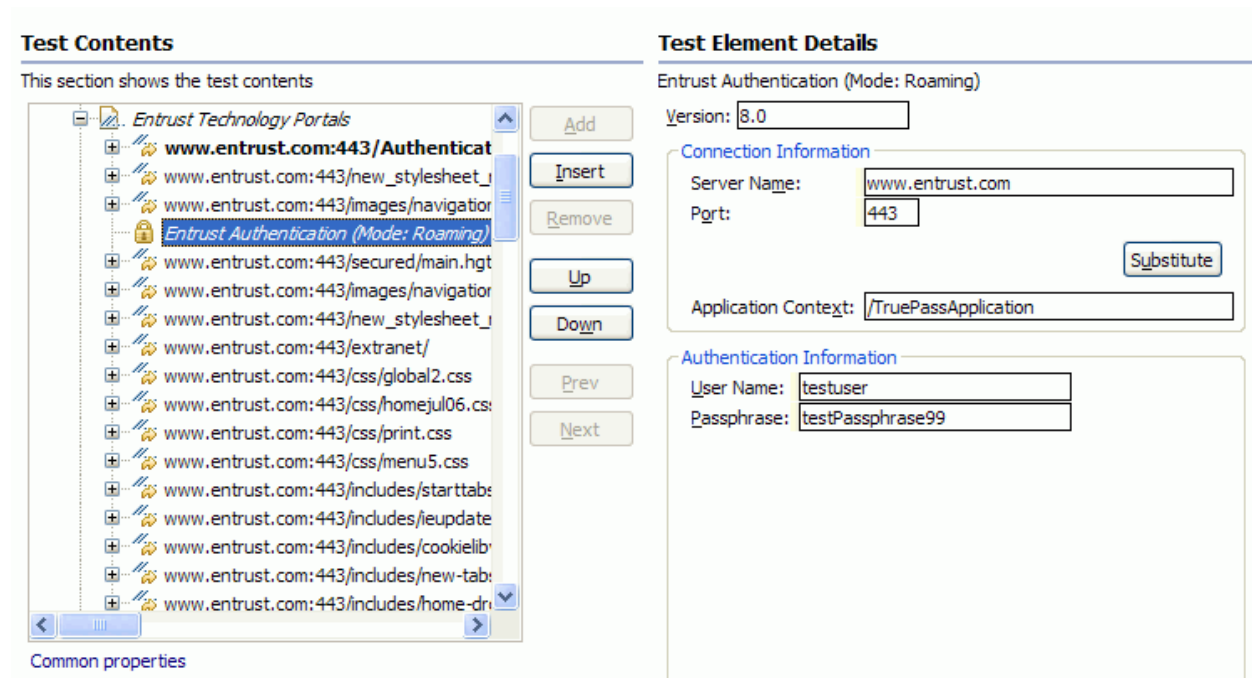 Test Contents
This section shows the test contents
Entrust Technology Portals
www.entrust.com:443/Authenticat
www.entrust.com:443/new_stylesheet_
www.entrust.com:443/images/navigation
Entrust Authentication (Mode: Roaming)
www.entrust.com:443/secured/main.hgt
www.entrust.com:443/images/navigation
www.entrust.com:443/new_stylesheet_
www.entrust.com:443/extranet/
www.entrust.com:443/css/global2.css
www.entrust.com:443/css/homejul06.css
www.entrust.com:443/css/print.css
www.entrust.com:443/css/menu5.css
www.entrust.com:443/includes/starttabs
www.entrust.com:443/includes/ieupdate
www.entrust.com:443/includes/cookielib
www.entrust.com:443/includes/new-tabs
www.entrust.com:443/includes/home-dr
Common properties
Add
Insert
Remove
Up
Down
Prev
Next
Test Element Details
Entrust Authentication (Mode: Roaming)
Version: 8.0
Connection Information
Server Name: www.entrust.com
Port: 443
Substitute
Application Context: /TruePassApplication
Authentication Information
User Name: testuser
Passphrase: testPassphrase99